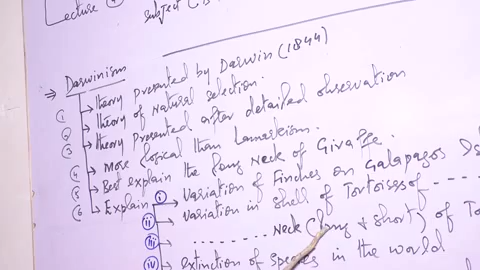 Lecture
subject
→ Darwinism
① → theory presented by Darwin (1844)
② → theory of Natural selection.
③ → theory presented after detailed observation
④ → More logical than Lamarkism.
⑤ → Best explain the long Neck of Giraffe.
⑥ → Explain
ⓘ → variation of Finches on Galapagos
ⓘⓘ → variation in shell of Tortoises of - - - -
ⓘⓘⓘ → . . . . . . . . Neck (long & short) of
ⓘⓥ → extinction of species in the world